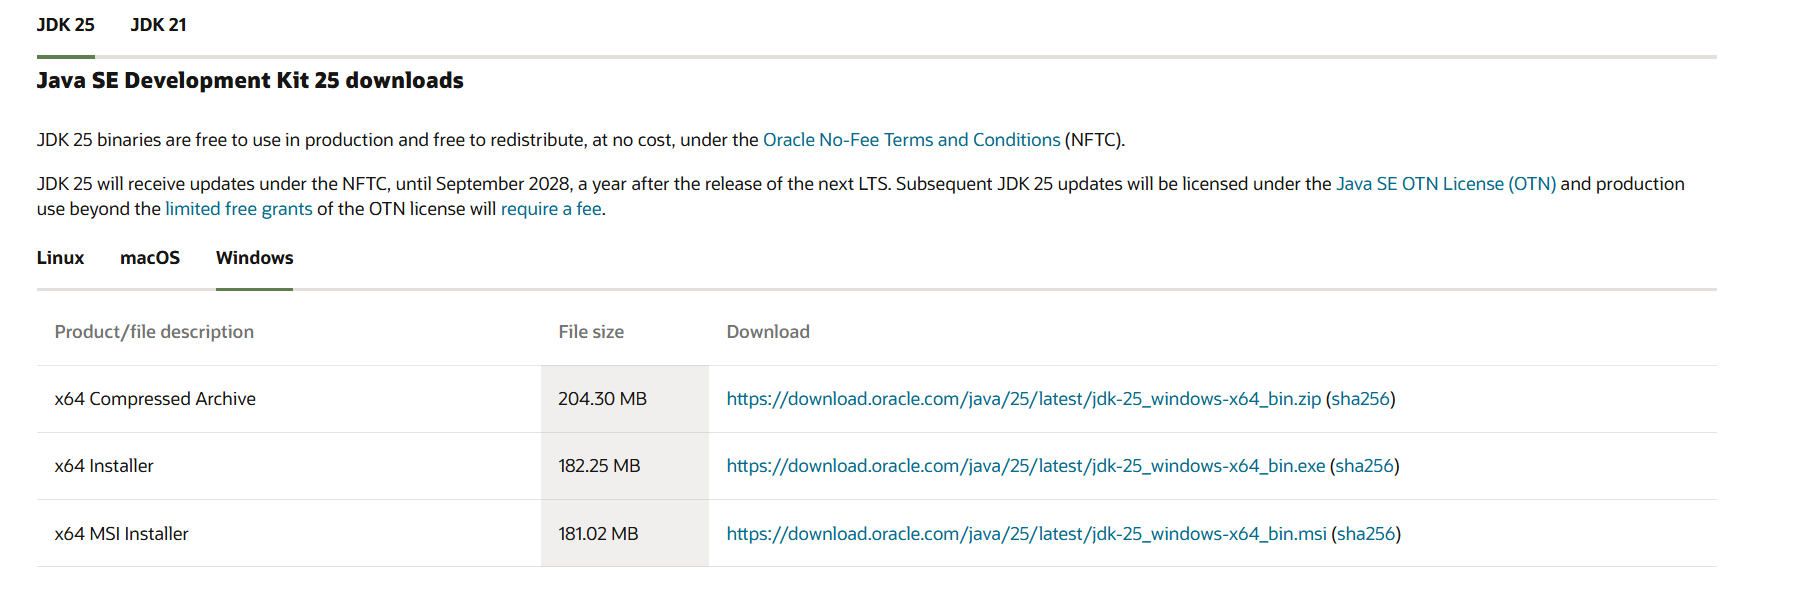 JDK 25 JDK 21
Java SE Development Kit 25 downloads
JDK 25 binaries are free to use in production and free to redistribute, at no cost, under the Oracle No-Fee Terms and Conditions (NFTC).
JDK 25 will receive updates under the NFTC, until September 2028, a year after the release of the next LTS. Subsequent JDK 25 updates will be licensed under the Java SE OTN License (OTN) and production
use beyond the limited free grants of the OTN license will require a fee.
Linux macOS Windows
Product/file description File size Download
x64 Compressed Archive 204.30 MB https://download.oracle.com/java/25/latest/jdk-25_windows-x64_bin.zip (sha256)
x64 Installer 182.25 MB https://download.oracle.com/java/25/latest/jdk-25_windows-x64_bin.exe (sha256)
x64 MSI Installer 181.02 MB https://download.oracle.com/java/25/latest/jdk-25_windows-x64_bin.msi (sha256)